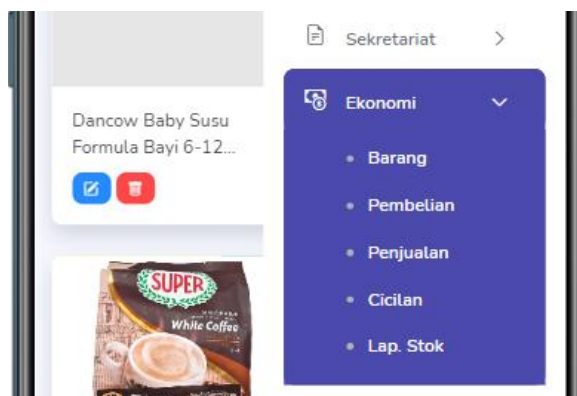 Dancow Baby Susu
Formula Bayi 6-12...
SUPER
White Coffee
Sekretariat
Ekonomi
Barang
Pembelian
Penjualan
Cicilan
Lap. Stok